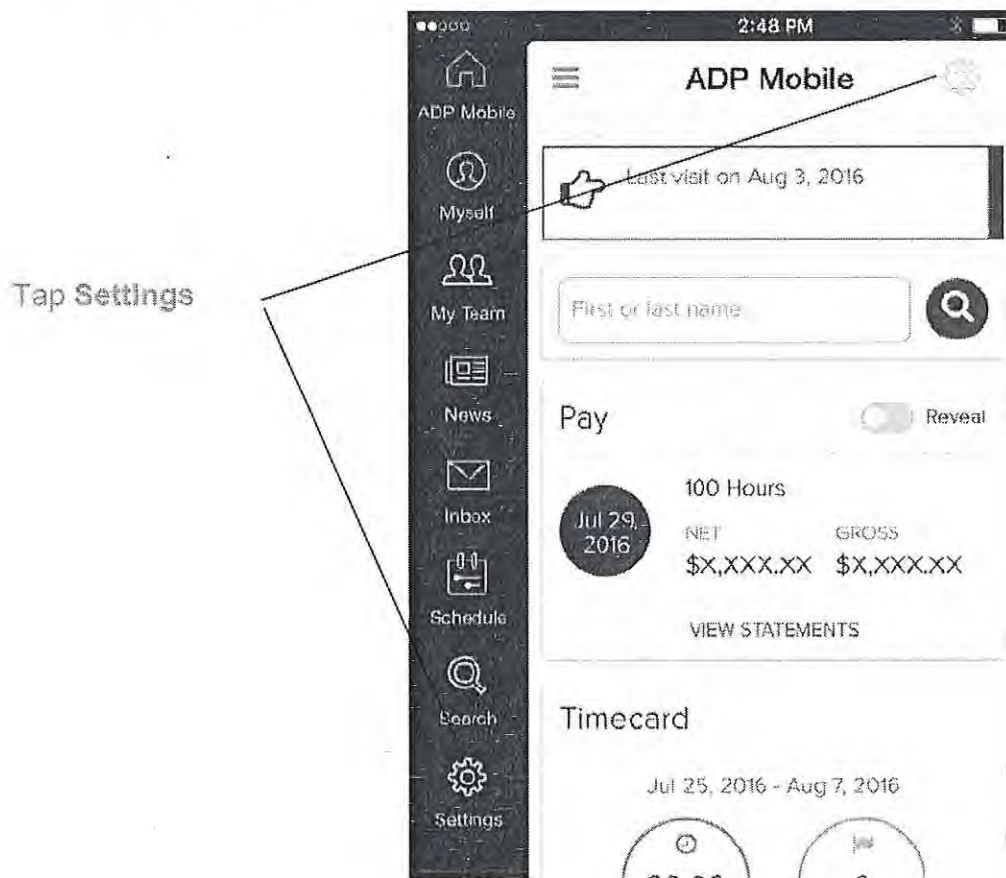 2:48 PM
ADP Mobile
ADP Mobile
Last visit on Aug 3, 2016
Myself
Tap Settings
My Team
First or last name
News
Pay
Reveal
100 Hours
Inbox
Jul 29,
2016
NET
GROSS
$X,XXX.XX
$X,XXX.XX
Schedule
VIEW STATEMENTS
Search
Timecard
Jul 25, 2016 - Aug 7, 2016
Settings